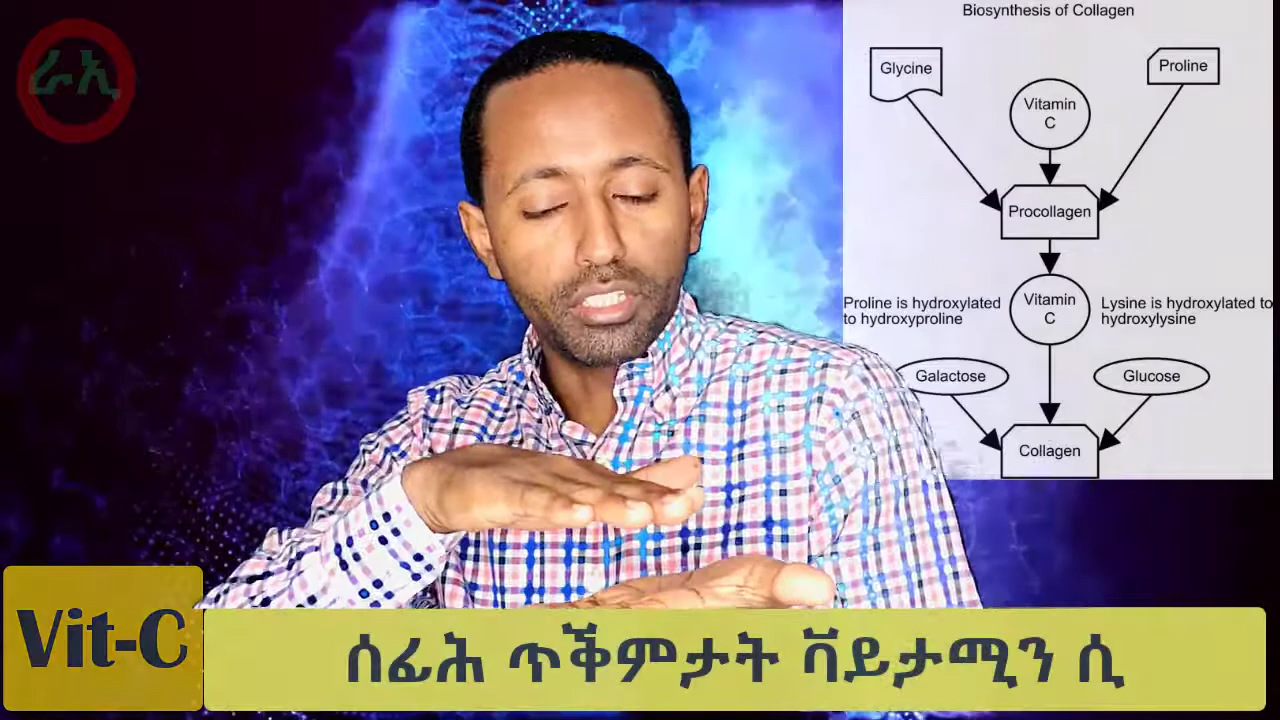 ራኢ
Biosynthesis of Collagen
Glycine
Proline
Vitamin
C
Procollagen
Proline is hydroxylated
to hydroxyproline
Vitamin
C
Lysine is hydroxylated to
hydroxylysine
Galactose
Glucose
Collagen
Vit-C
ሰፊሕ ጥቅምታት ቫይታሚን ሲ